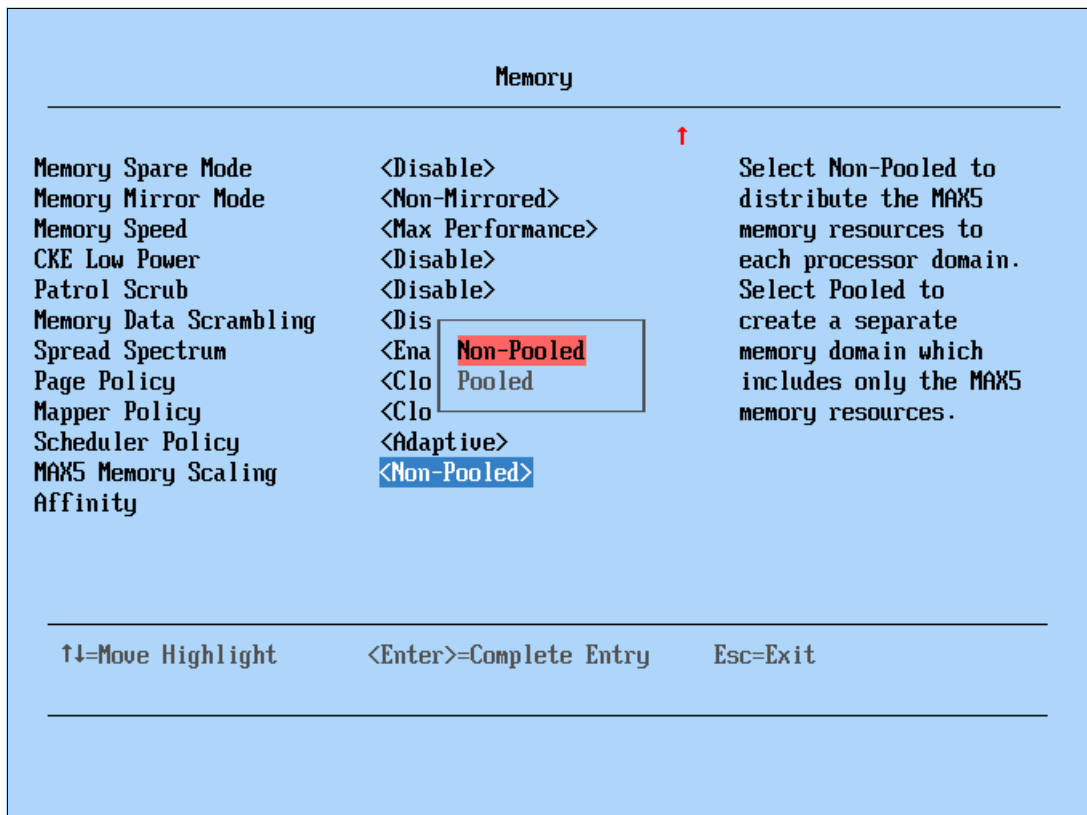 Memory
↑
Memory Spare Mode <Disable> Select Non-Pooled to
Memory Mirror Mode <Non-Mirrored> distribute the MAX5
Memory Speed <Max Performance> memory resources to
CKE Low Power <Disable> each processor domain.
Patrol Scrub <Disable> Select Pooled to
Memory Data Scrambling <Dis create a separate
Spread Spectrum <Ena Non-Pooled memory domain which
Page Policy <Clo Pooled includes only the MAX5
Mapper Policy <Clo memory resources.
Scheduler Policy <Adaptive>
MAX5 Memory Scaling <Non-Pooled>
Affinity
↑↓=Move Highlight <Enter>=Complete Entry Esc=Exit